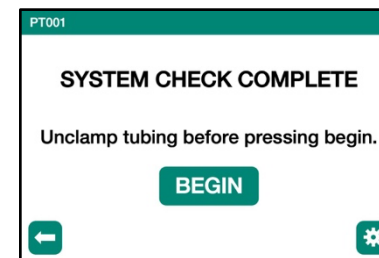 PT001
SYSTEM CHECK COMPLETE
Unclamp tubing before pressing begin.
BEGIN